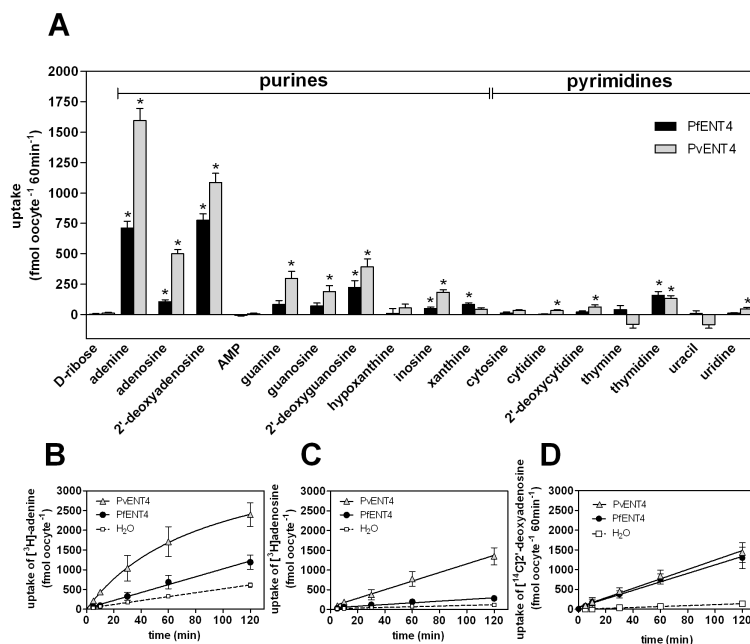 A
purines
pyrimidines
PfENT4
PvENT4
uptake
(fmol oocyte⁻¹ 60min⁻¹)
2000
1750
1500
1250
1000
750
500
250
0
* * * * * * * * * * * * * * * * * *
D-ribose
adenine
adenosine
2'-deoxyadenosine
AMP
guanine
guanosine
2'-deoxyguanosine
hypoxanthine
inosine
xanthine
cytosine
cytidine
2'-deoxycytidine
thymine
thymidine
uracil
uridine
B
uptake of [³H]-adenine
(fmol oocyte⁻¹)
3000
2500
2000
1500
1000
500
0
PvENT4
PfENT4
H₂O
0 20 40 60 80 100 120
time (min)
C
uptake of [³H]adenosine
(fmol oocyte⁻¹)
3000
2500
2000
1500
1000
500
0
PvENT4
PfENT4
H₂O
0 20 40 60 80 100 120
time (min)
D
uptake of [¹⁴C]2'-deoxyadenosine
(fmol oocyte⁻¹ 60min⁻¹)
3000
2500
2000
1500
1000
500
0
PvENT4
PfENT4
H₂O
0 20 40 60 80 100 120
time (min)